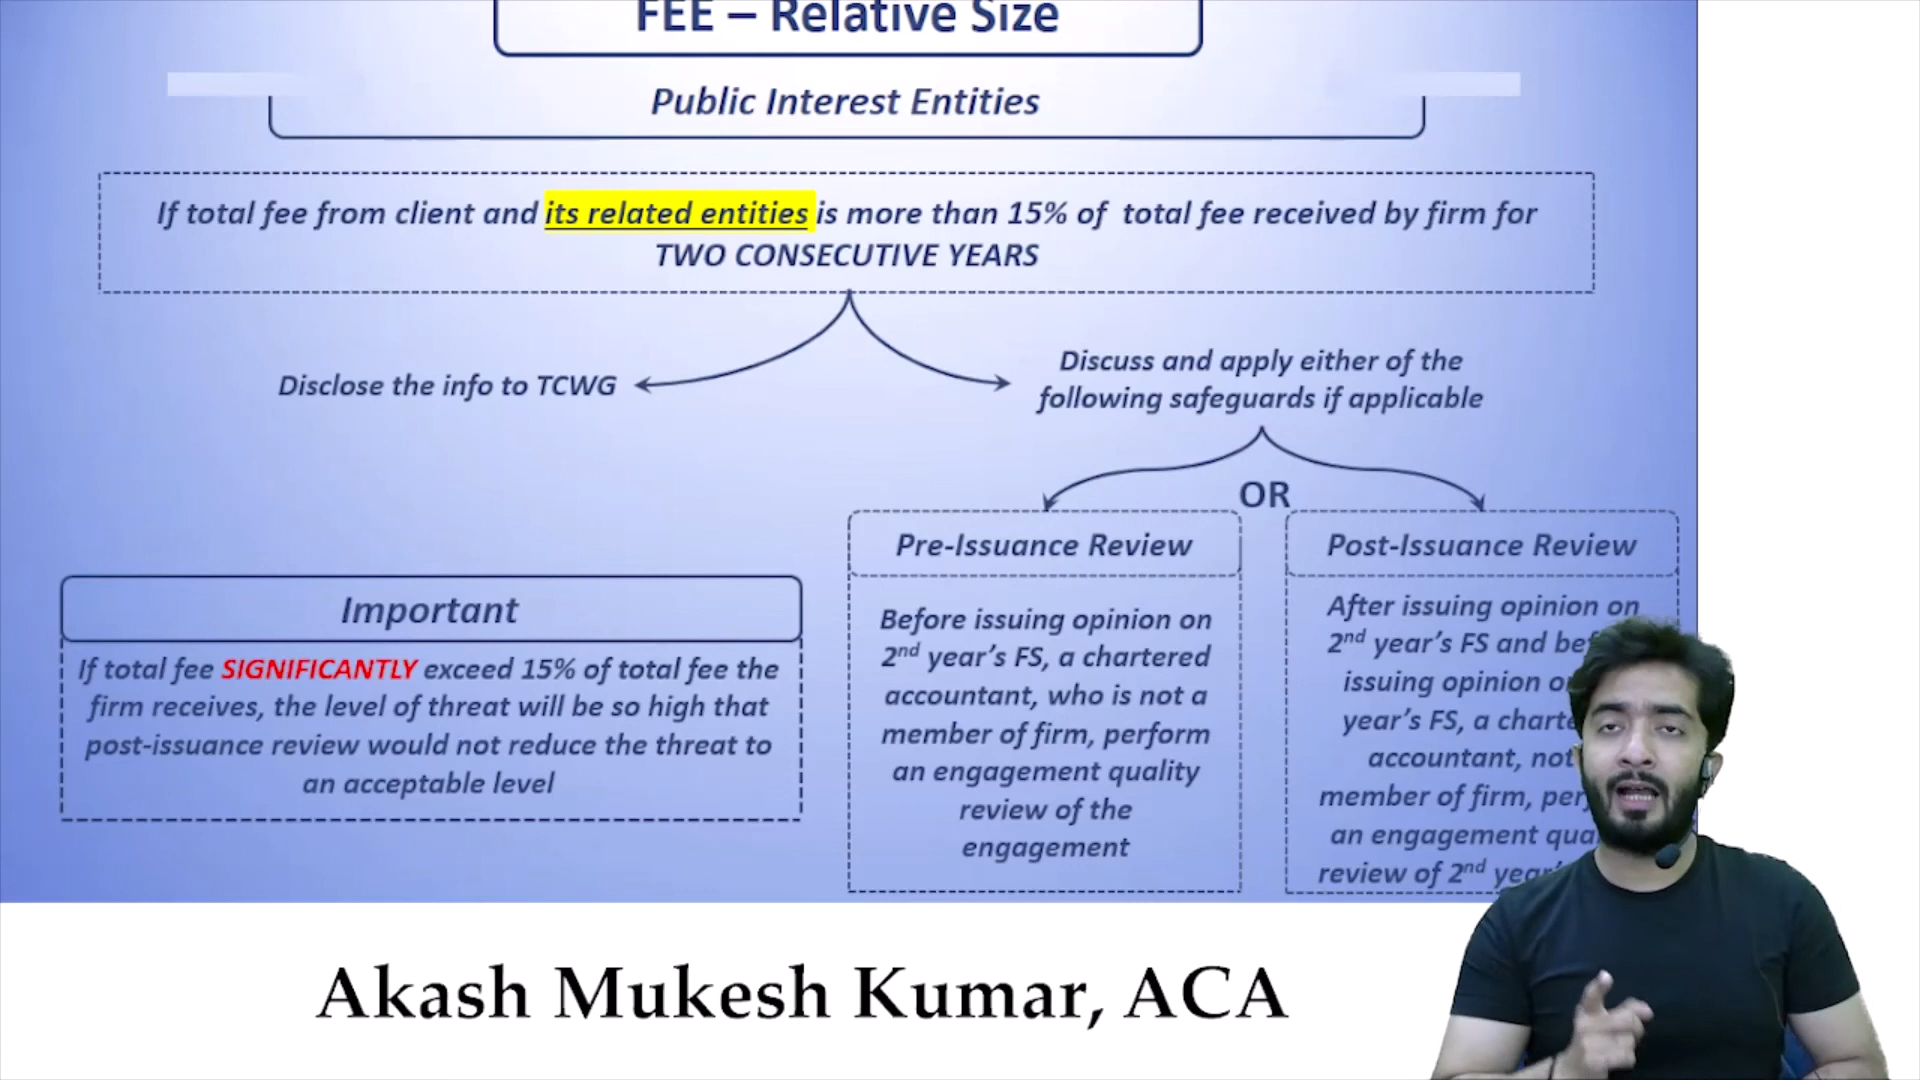 FEE – Relative Size
Public Interest Entities
If total fee from client and its related entities is more than 15% of total fee received by firm for
TWO CONSECUTIVE YEARS
Disclose the info to TCWG
Discuss and apply either of the
following safeguards if applicable
OR
Pre-Issuance Review
Before issuing opinion on
2nd year's FS, a chartered
accountant, who is not a
member of firm, perform
an engagement quality
review of the
engagement
Post-Issuance Review
After issuing opinion on
2nd year's FS and
issuing opinion
year's FS, a
accountant, not
member of firm,
an engagement
review of 2nd
Important
If total fee SIGNIFICANTLY exceed 15% of total fee the
firm receives, the level of threat will be so high that
post-issuance review would not reduce the threat to
an acceptable level
Akash Mukesh Kumar, ACA